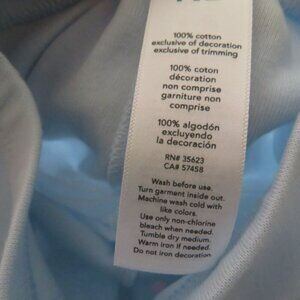 100% cotton
exclusive of decoration
exclusive of trimming
100% coton
décoration
non comprise
garniture non
comprise
100% algodón
excluyendo
la decoración
RN# 35623
CA# 57458
Wash before use.
Turn garment inside out.
Machine wash cold with
like colors.
Use only non-chlorine
bleach when needed.
Tumble dry medium.
Warm Iron if needed.
Do not iron decoration.